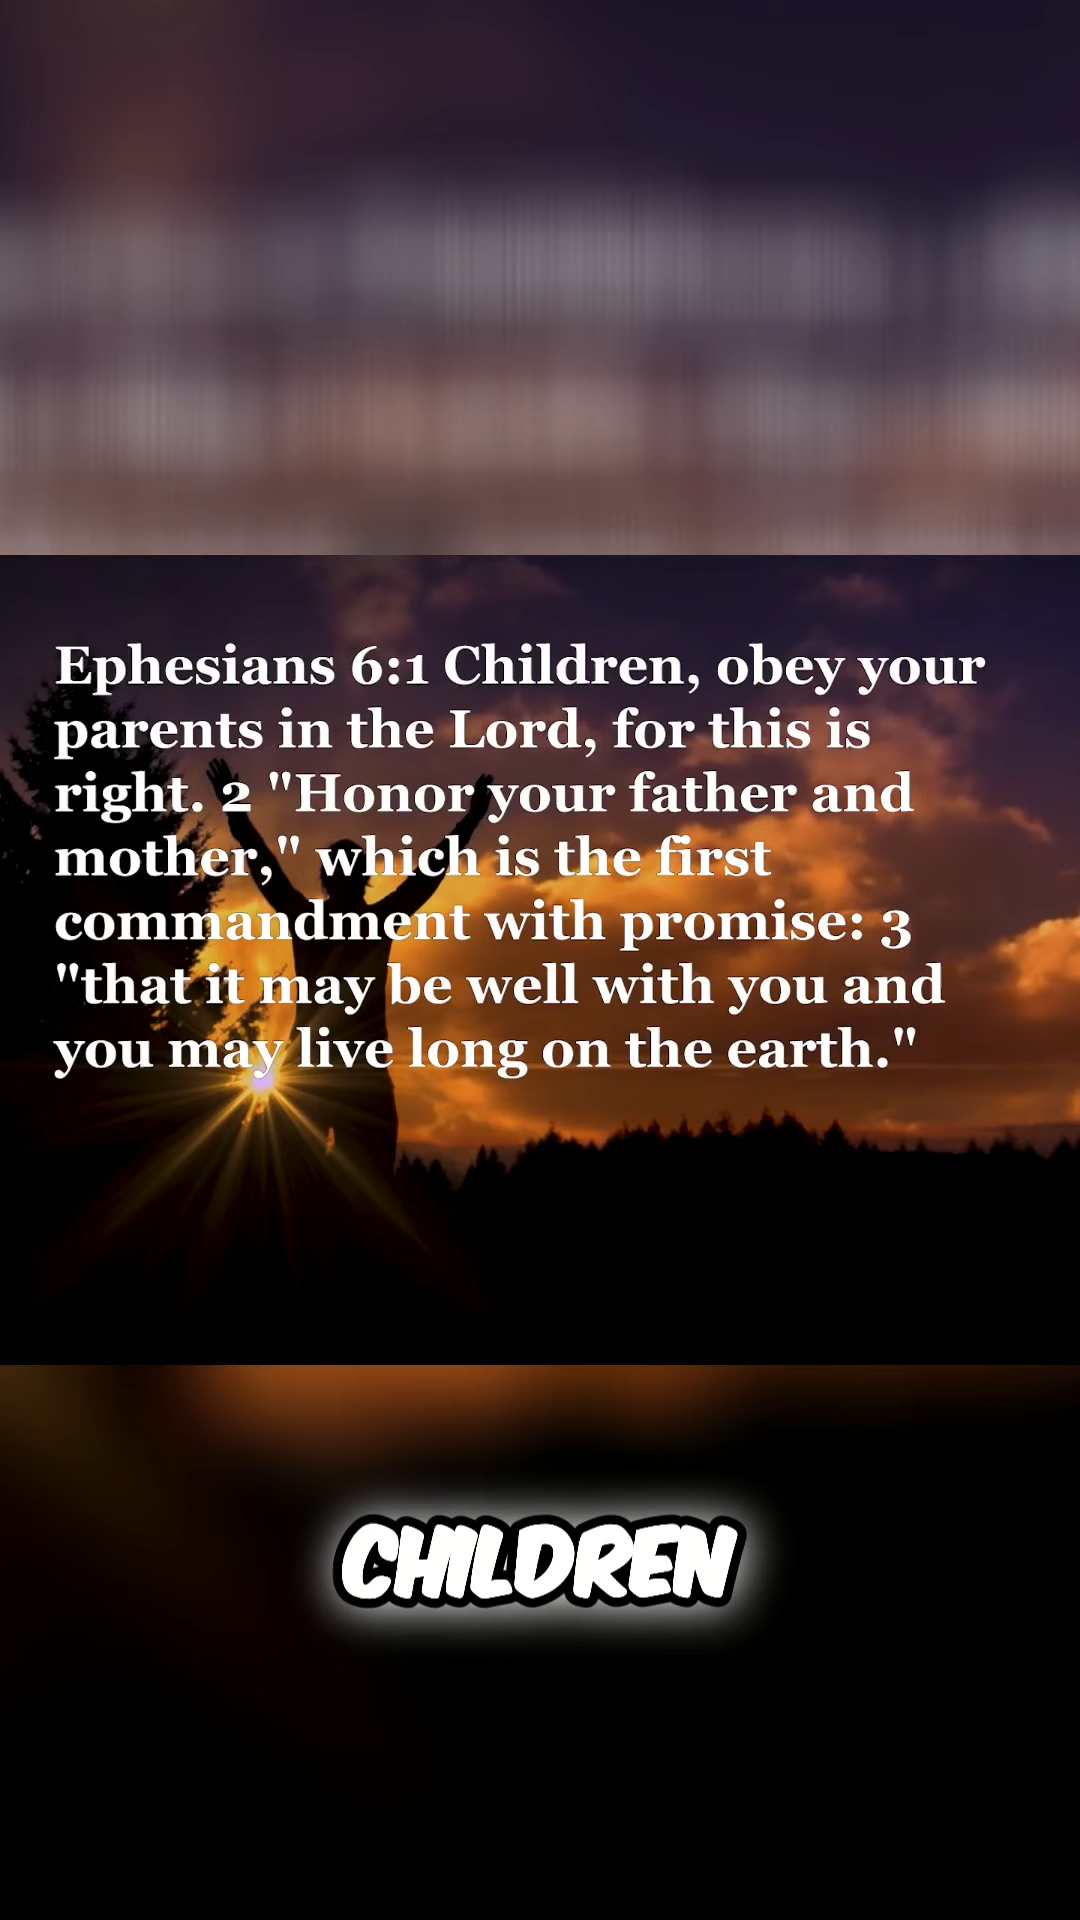 Ephesians 6:1 Children, obey your
parents in the Lord, for this is
right. 2 "Honor your father and
mother," which is the first
commandment with promise: 3
"that it may be well with you and
you may live long on the earth."
CHILDREN